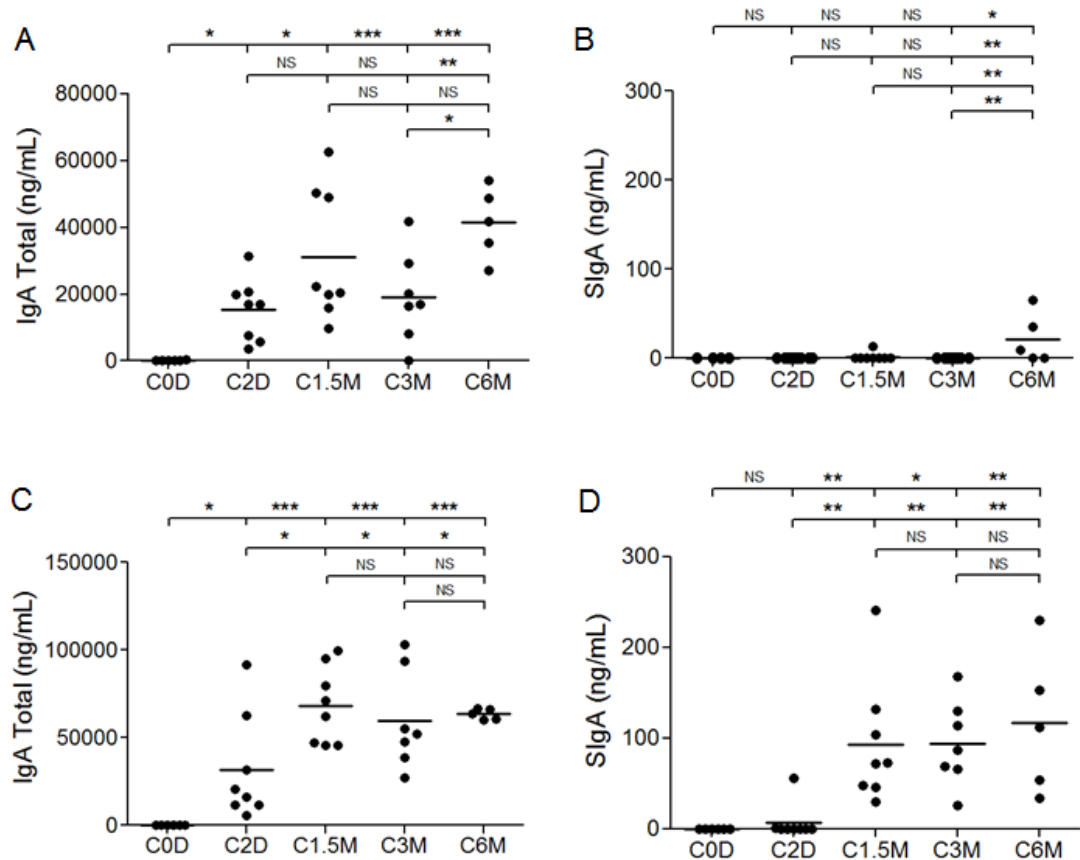 A
* * *** ***
NS NS **
NS NS
*
80000
60000
40000
20000
0
IgA Total (ng/mL)
C0D C2D C1.5M C3M C6M
B
NS NS NS *
NS NS **
NS **
**
300
200
100
0
SIgA (ng/mL)
C0D C2D C1.5M C3M C6M
C
* *** *** ***
* * *
NS NS
NS
150000
100000
50000
0
IgA Total (ng/mL)
C0D C2D C1.5M C3M C6M
D
NS ** * **
** ** **
NS NS
NS
300
200
100
0
SIgA (ng/mL)
C0D C2D C1.5M C3M C6M